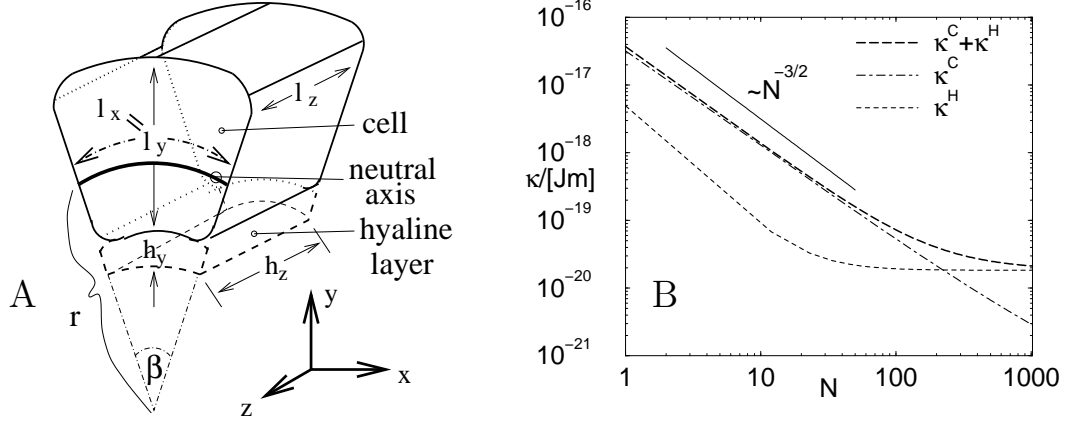 l x
l y
l z
cell
neutral
axis
hyaline
layer
h y
h z
A
r
β
y
x
z
10⁻¹⁶
10⁻¹⁷
10⁻¹⁸
κ/[Jm]
10⁻¹⁹
10⁻²⁰
10⁻²¹
κ^C+κ^H
κ^C
κ^H
~N^-3/2
B
1
10
100
1000
N